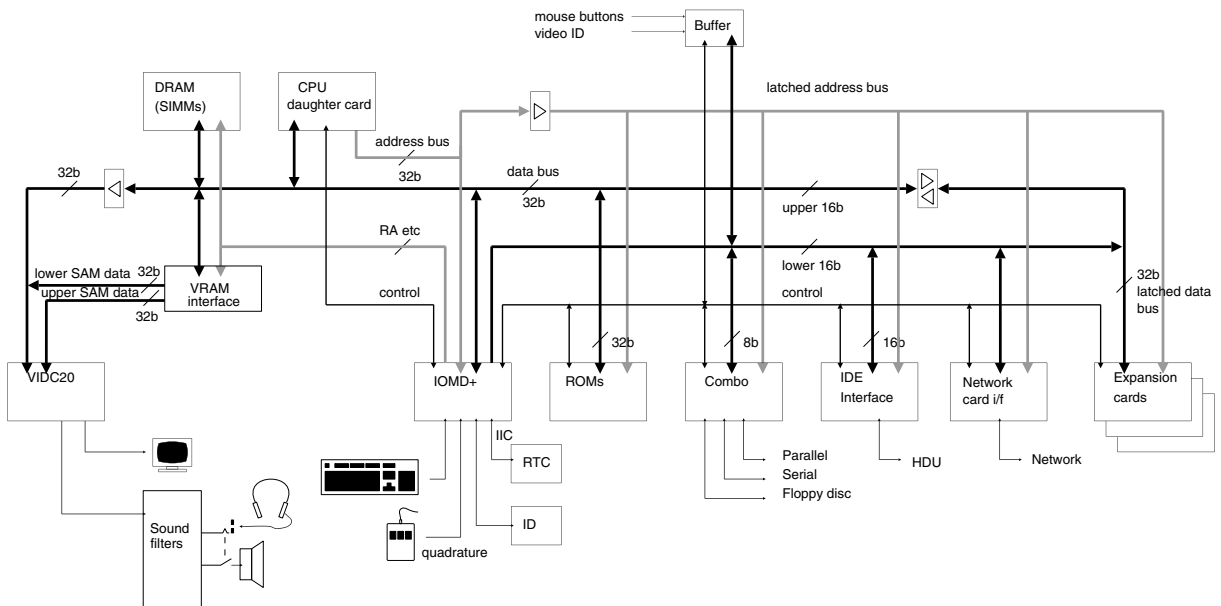 mouse buttons
video ID
Buffer
DRAM
(SIMMs)
CPU
daughter card
latched address bus
address bus
32b
32b
data bus
32b
upper 16b
RA etc
lower 16b
lower SAM data
32b
upper SAM data
32b
VRAM
interface
control
control
32b
latched data
bus
32b
8b
16b
VIDC20
IOMD+
ROMs
Combo
IDE
Interface
Network
card i/f
Expansion
cards
IIC
RTC
Parallel
Serial
Floppy disc
HDU
Network
Sound
filters
ID
quadrature